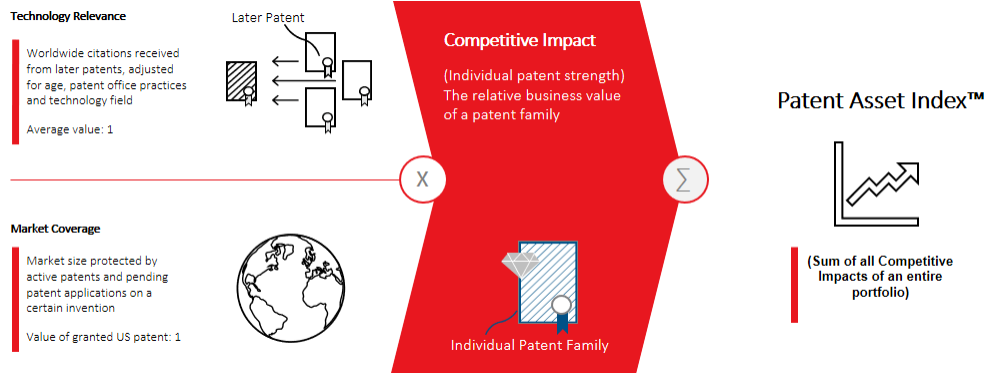 Technology Relevance
Worldwide citations received
from later patents, adjusted
for age, patent office practices
and technology field
Average value: 1
Later Patent
Market Coverage
Market size protected by
active patents and pending
patent applications on a
certain invention
Value of granted US patent: 1
X
Competitive Impact
(Individual patent strength)
The relative business value
of a patent family
Individual Patent Family
∑
Patent Asset Index™
(Sum of all Competitive
Impacts of an entire
portfolio)